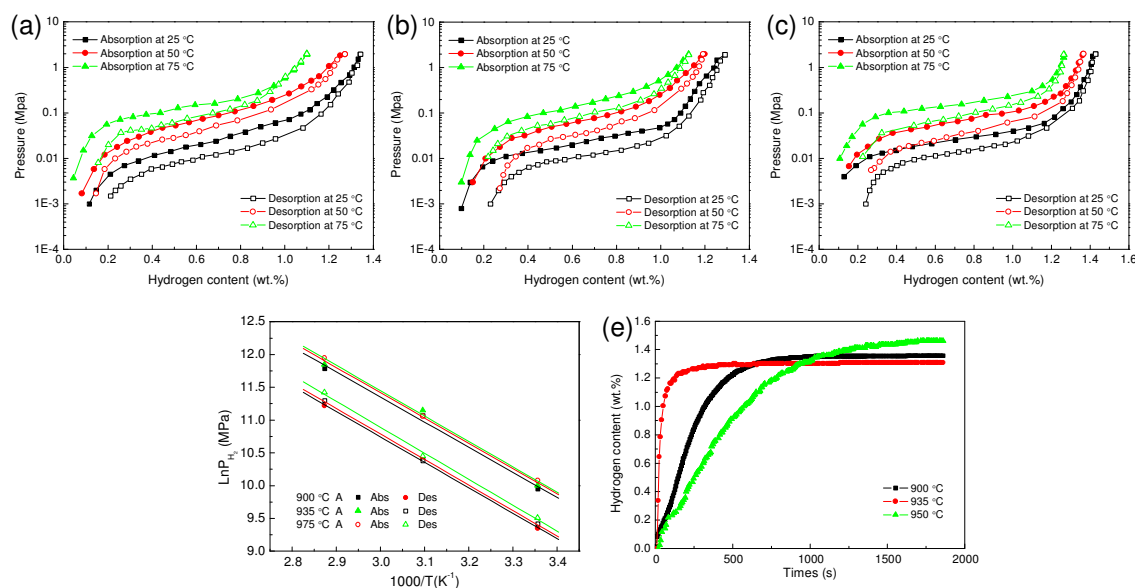 (a)
Absorption at 25 °C
Absorption at 50 °C
Absorption at 75 °C
Desorption at 25 °C
Desorption at 50 °C
Desorption at 75 °C
Pressure (Mpa)
10
1
0.1
0.01
1E-3
1E-4
0.0 0.2 0.4 0.6 0.8 1.0 1.2 1.4
Hydrogen content (wt.%)
(b)
Absorption at 25 °C
Absorption at 50 °C
Absorption at 75 °C
Desorption at 25 °C
Desorption at 50 °C
Desorption at 75 °C
Pressure (Mpa)
10
1
0.1
0.01
1E-3
1E-4
0.0 0.2 0.4 0.6 0.8 1.0 1.2 1.4
Hydrogen content (wt.%)
(c)
Absorption at 25 °C
Absorption at 50 °C
Absorption at 75 °C
Desorption at 25 °C
Desorption at 50 °C
Desorption at 75 °C
Pressure (Mpa)
10
1
0.1
0.01
1E-3
1E-4
0.0 0.2 0.4 0.6 0.8 1.0 1.2 1.4 1.6
Hydrogen content (wt.%)
LnP H2 (MPa)
12.5
12.0
11.5
11.0
10.5
10.0
9.5
9.0
900 °C A Abs Des
935 °C A Abs Des
975 °C A Abs Des
2.8 2.9 3.0 3.1 3.2 3.3 3.4
1000/T(K-1)
(e)
Hydrogen content (wt.%)
1.6
1.4
1.2
1.0
0.8
0.6
0.4
0.2
0.0
900 °C
935 °C
950 °C
0 500 1000 1500 2000
Times (s)